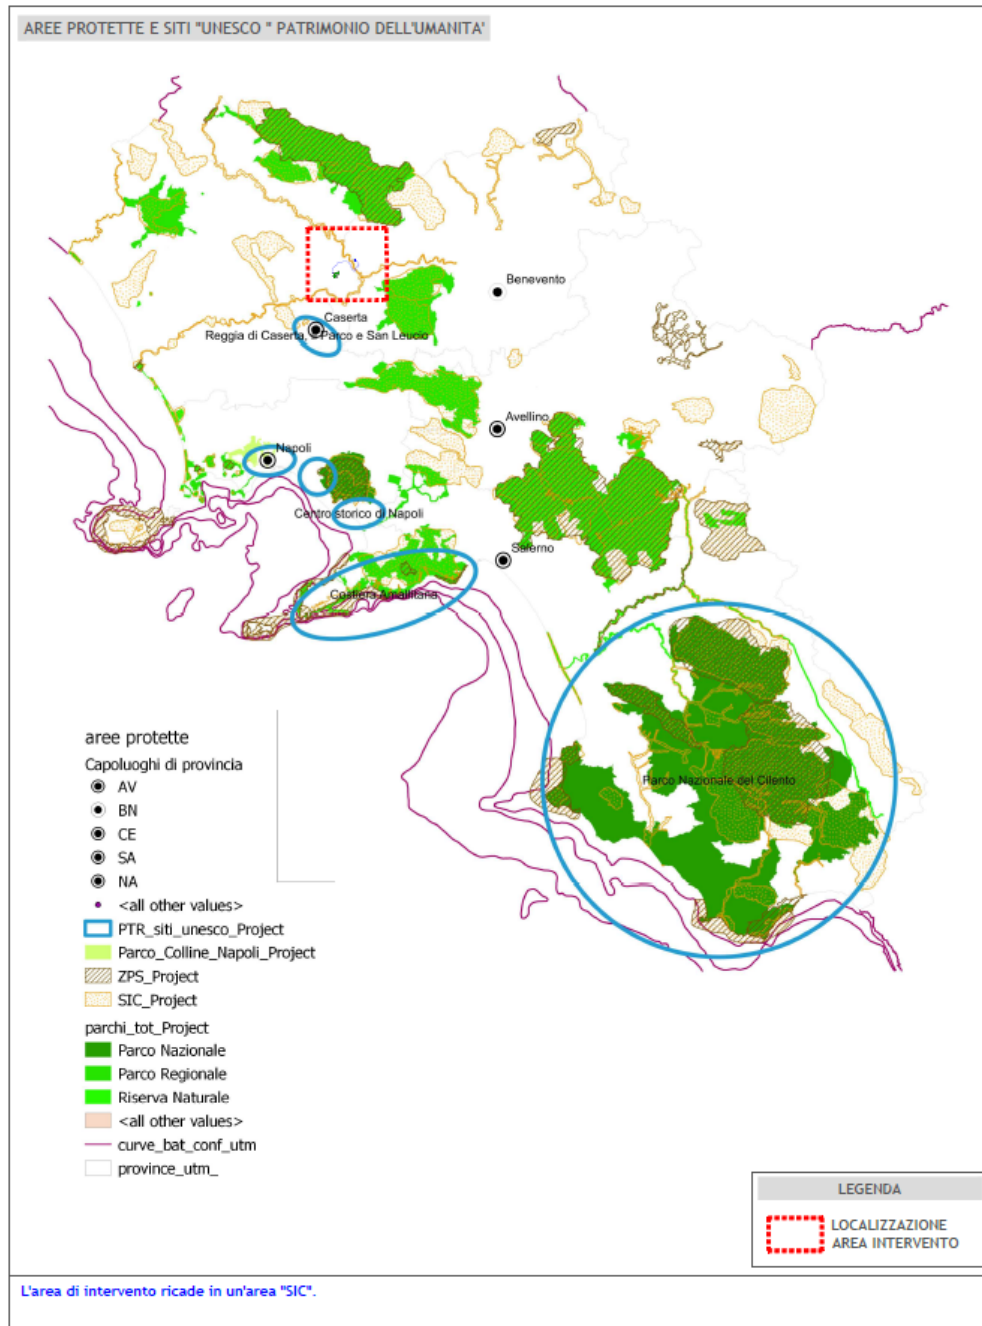 AREE PROTETTE E SITI "UNESCO " PATRIMONIO DELL'UMANITA'
Benevento
Caserta
Reggia di Caserta, il Parco e San Leucio
Avellino
Napoli
Centro storico di Napoli
Salerno
Costiera Amalfitana
Parco Nazionale del Cilento
aree protette
Capoluoghi di provincia
AV
BN
CE
SA
NA
<all other values>
PTR_siti_unesco_Project
Parco_Colline_Napoli_Project
ZPS_Project
SIC_Project
parchi_tot_Project
Parco Nazionale
Parco Regionale
Riserva Naturale
<all other values>
curve_bat_conf_utm
province_utm_
LEGENDA
LOCALIZZAZIONE
AREA INTERVENTO
L'area di intervento ricade in un'area "SIC".